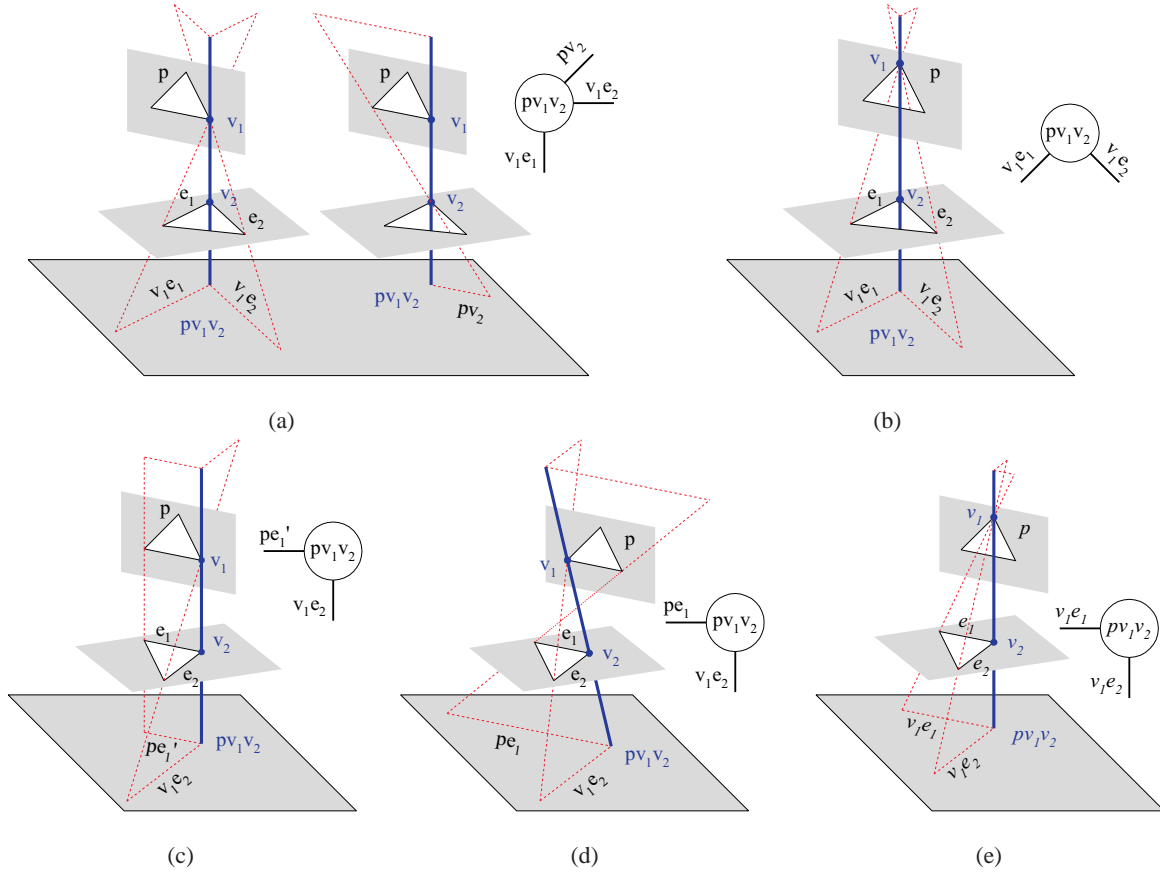 p
v₁
e₁
v₂
e₂
v₁e₁
v₁e₂
pv₁v₂
p
v₁
v₂
pv₁v₂
pv₂
pv₂
pv₁v₂
v₁e₂
v₁e₁
(a)
v₁
p
e₁
v₂
e₂
v₁e₁
v₁e₂
pv₁v₂
pv₁v₂
v₁e₁
v₁e₂
(b)
p
v₁
e₁
v₂
e₂
pe₁'
v₁e₂
pv₁v₂
pe₁'
pv₁v₂
v₁e₂
(c)
p
v₁
e₁
v₂
e₂
pe₁
v₁e₂
pv₁v₂
pe₁
pv₁v₂
v₁e₂
(d)
v₁
p
e₁
v₂
e₂
v₁e₁
v₁e₂
pv₁v₂
v₁e₁
pv₁v₂
v₁e₂
(e)